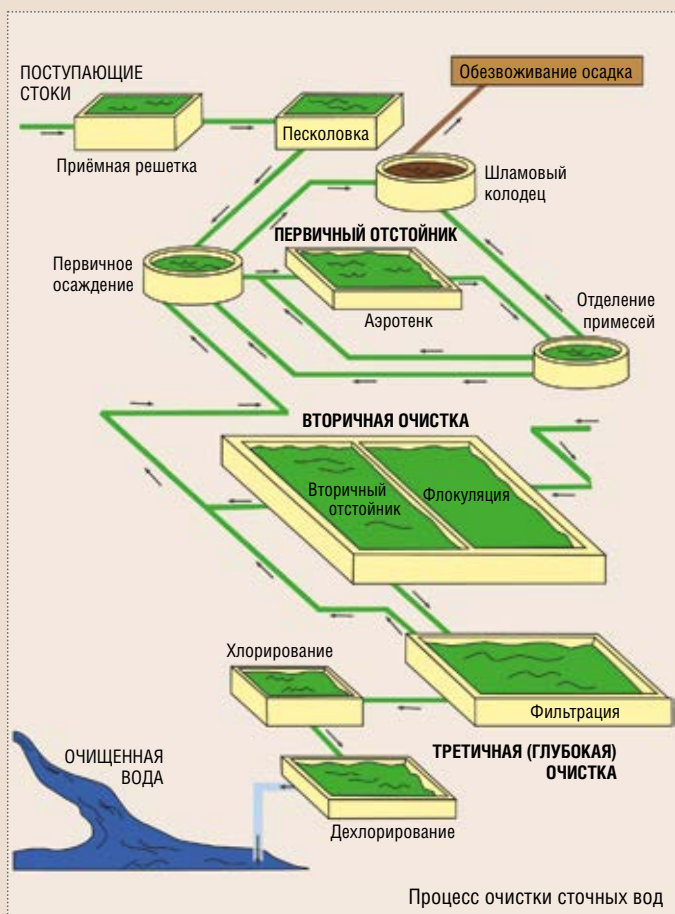 ПОСТУПАЮЩИЕ
СТОКИ
Обезвоживание осадка
Песколовка
Приёмная решетка
Шламовый
колодец
ПЕРВИЧНЫЙ ОТСТОЙНИК
Первичное
осаждение
Аэротенк
Отделение
примесей
ВТОРИЧНАЯ ОЧИСТКА
Вторичный
отстойник
Флокуляция
Хлорирование
Фильтрация
ОЧИЩЕННАЯ
ВОДА
ТРЕТИЧНАЯ (ГЛУБОКАЯ)
ОЧИСТКА
Дехлорирование
Процесс очистки сточных вод